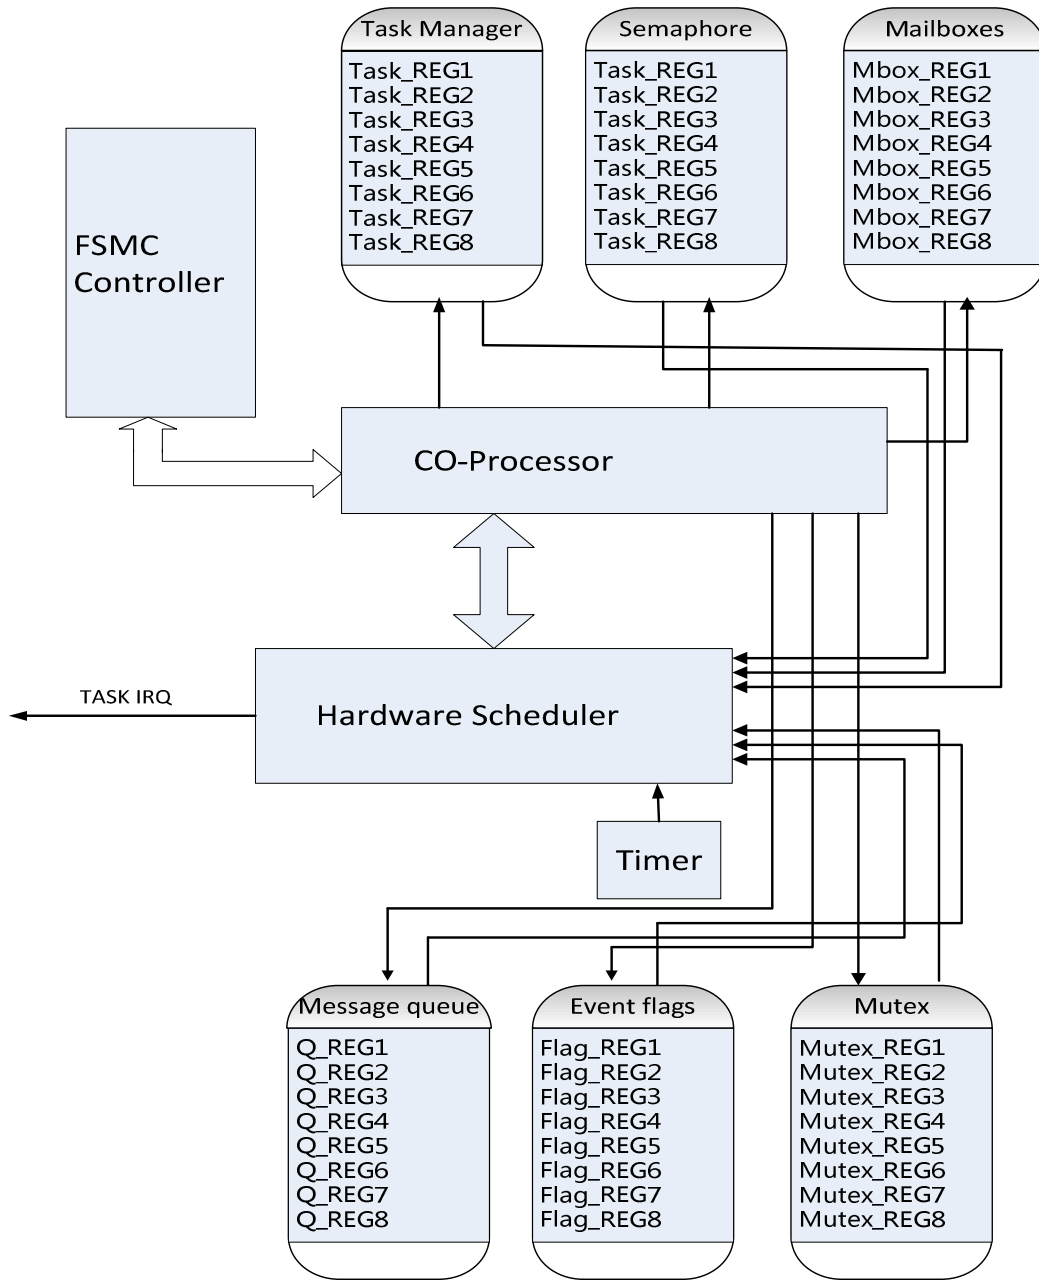 Task Manager
Task_REG1
Task_REG2
Task_REG3
Task_REG4
Task_REG5
Task_REG6
Task_REG7
Task_REG8
Semaphore
Task_REG1
Task_REG2
Task_REG3
Task_REG4
Task_REG5
Task_REG6
Task_REG7
Task_REG8
Mailboxes
Mbox_REG1
Mbox_REG2
Mbox_REG3
Mbox_REG4
Mbox_REG5
Mbox_REG6
Mbox_REG7
Mbox_REG8
FSMC
Controller
CO-Processor
TASK IRQ
Hardware Scheduler
Timer
Message queue
Q_REG1
Q_REG2
Q_REG3
Q_REG4
Q_REG5
Q_REG6
Q_REG7
Q_REG8
Event flags
Flag_REG1
Flag_REG2
Flag_REG3
Flag_REG4
Flag_REG5
Flag_REG6
Flag_REG7
Flag_REG8
Mutex
Mutex_REG1
Mutex_REG2
Mutex_REG3
Mutex_REG4
Mutex_REG5
Mutex_REG6
Mutex_REG7
Mutex_REG8